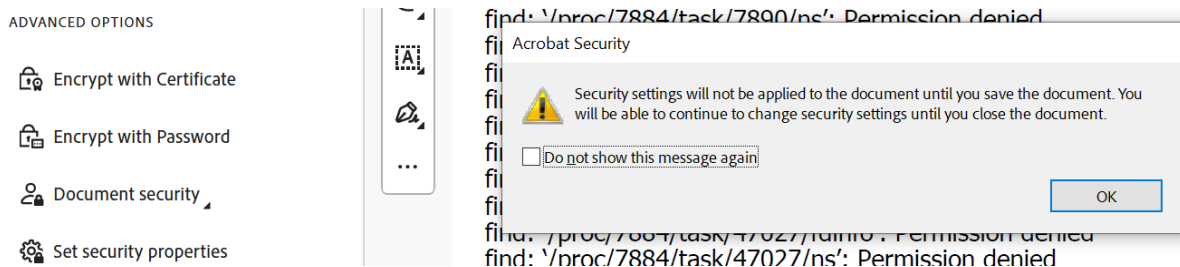 ADVANCED OPTIONS
Encrypt with Certificate
Encrypt with Password
Document security
Set security properties
find: ‘/proc/7884/task/7890/ns’: Permission denied
Acrobat Security
Security settings will not be applied to the document until you save the document. You
will be able to continue to change security settings until you close the document.
Do not show this message again
OK
find: ‘/proc/7884/task/47027/fdinfo’: Permission denied
find: ‘/proc/7884/task/47027/ns’: Permission denied